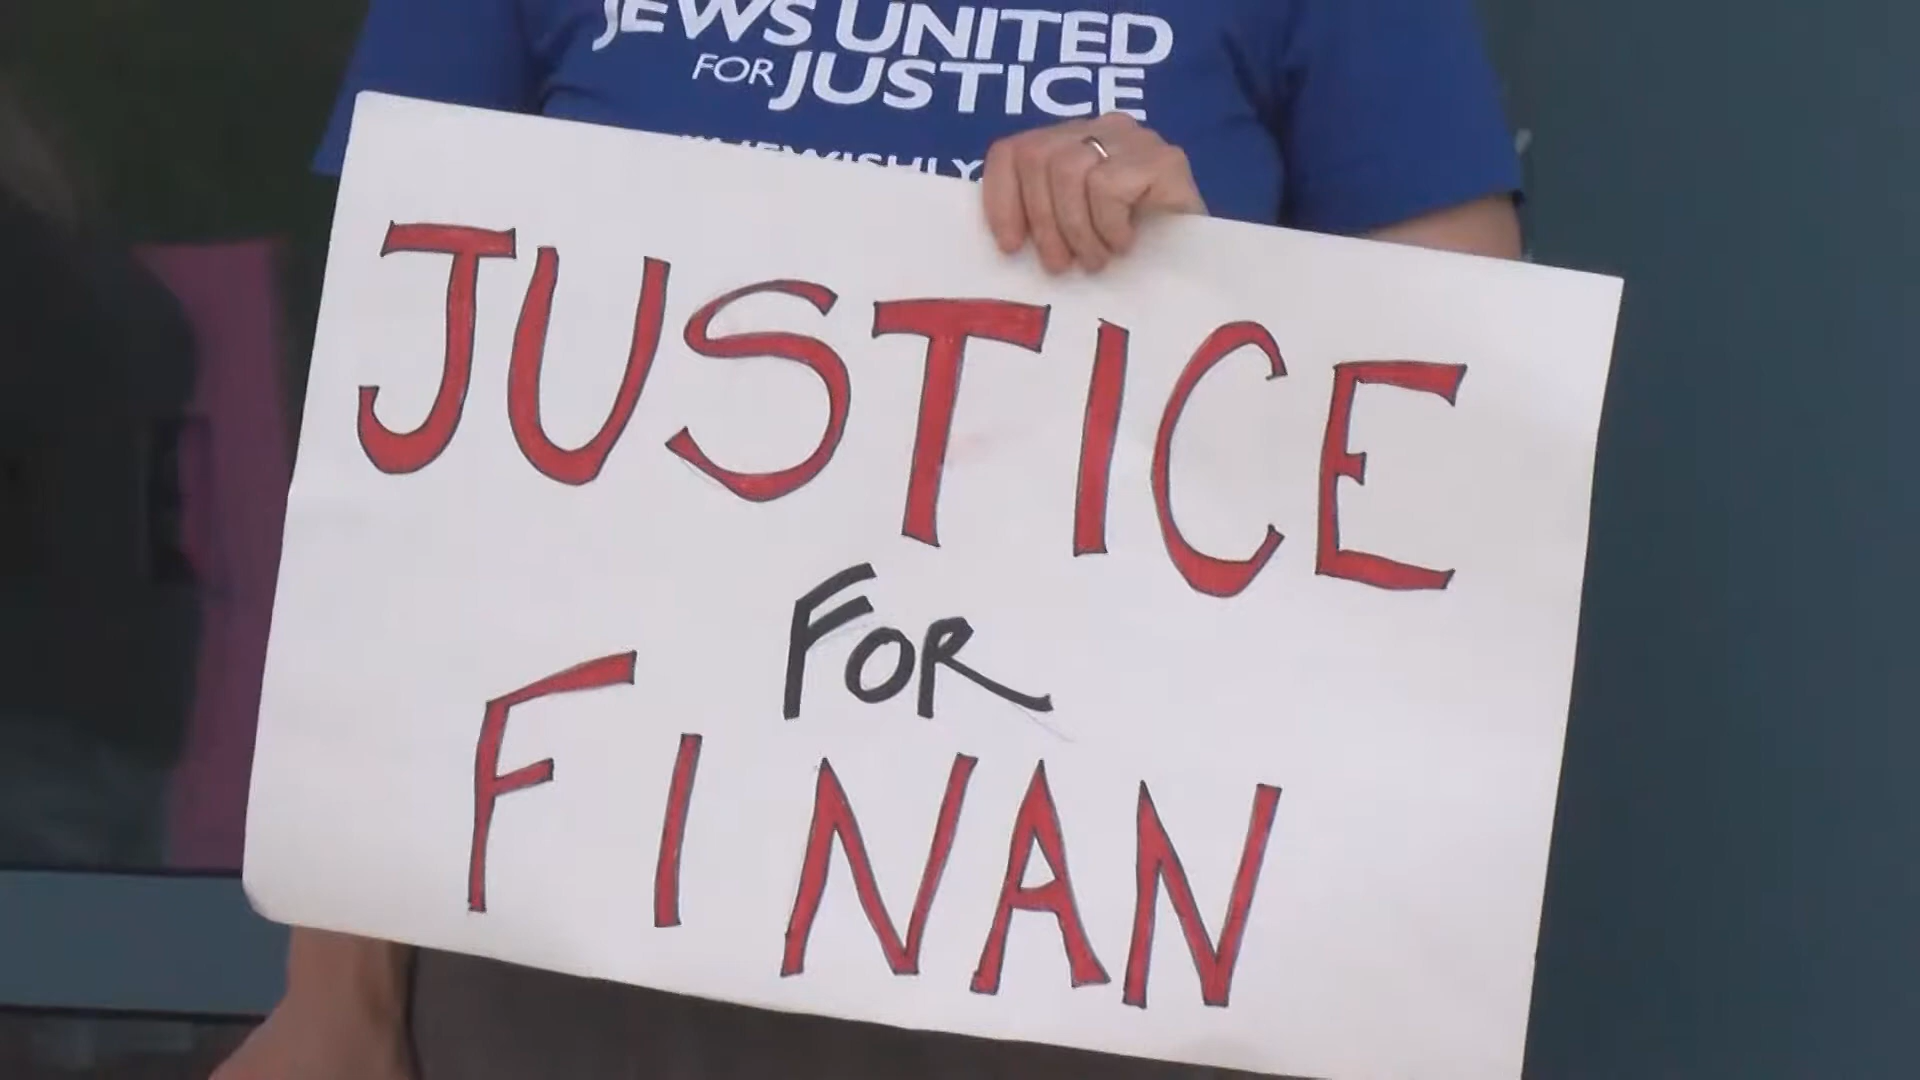 JEWS UNITED
FOR JUSTICE
JUSTICE
FOR
FINAN